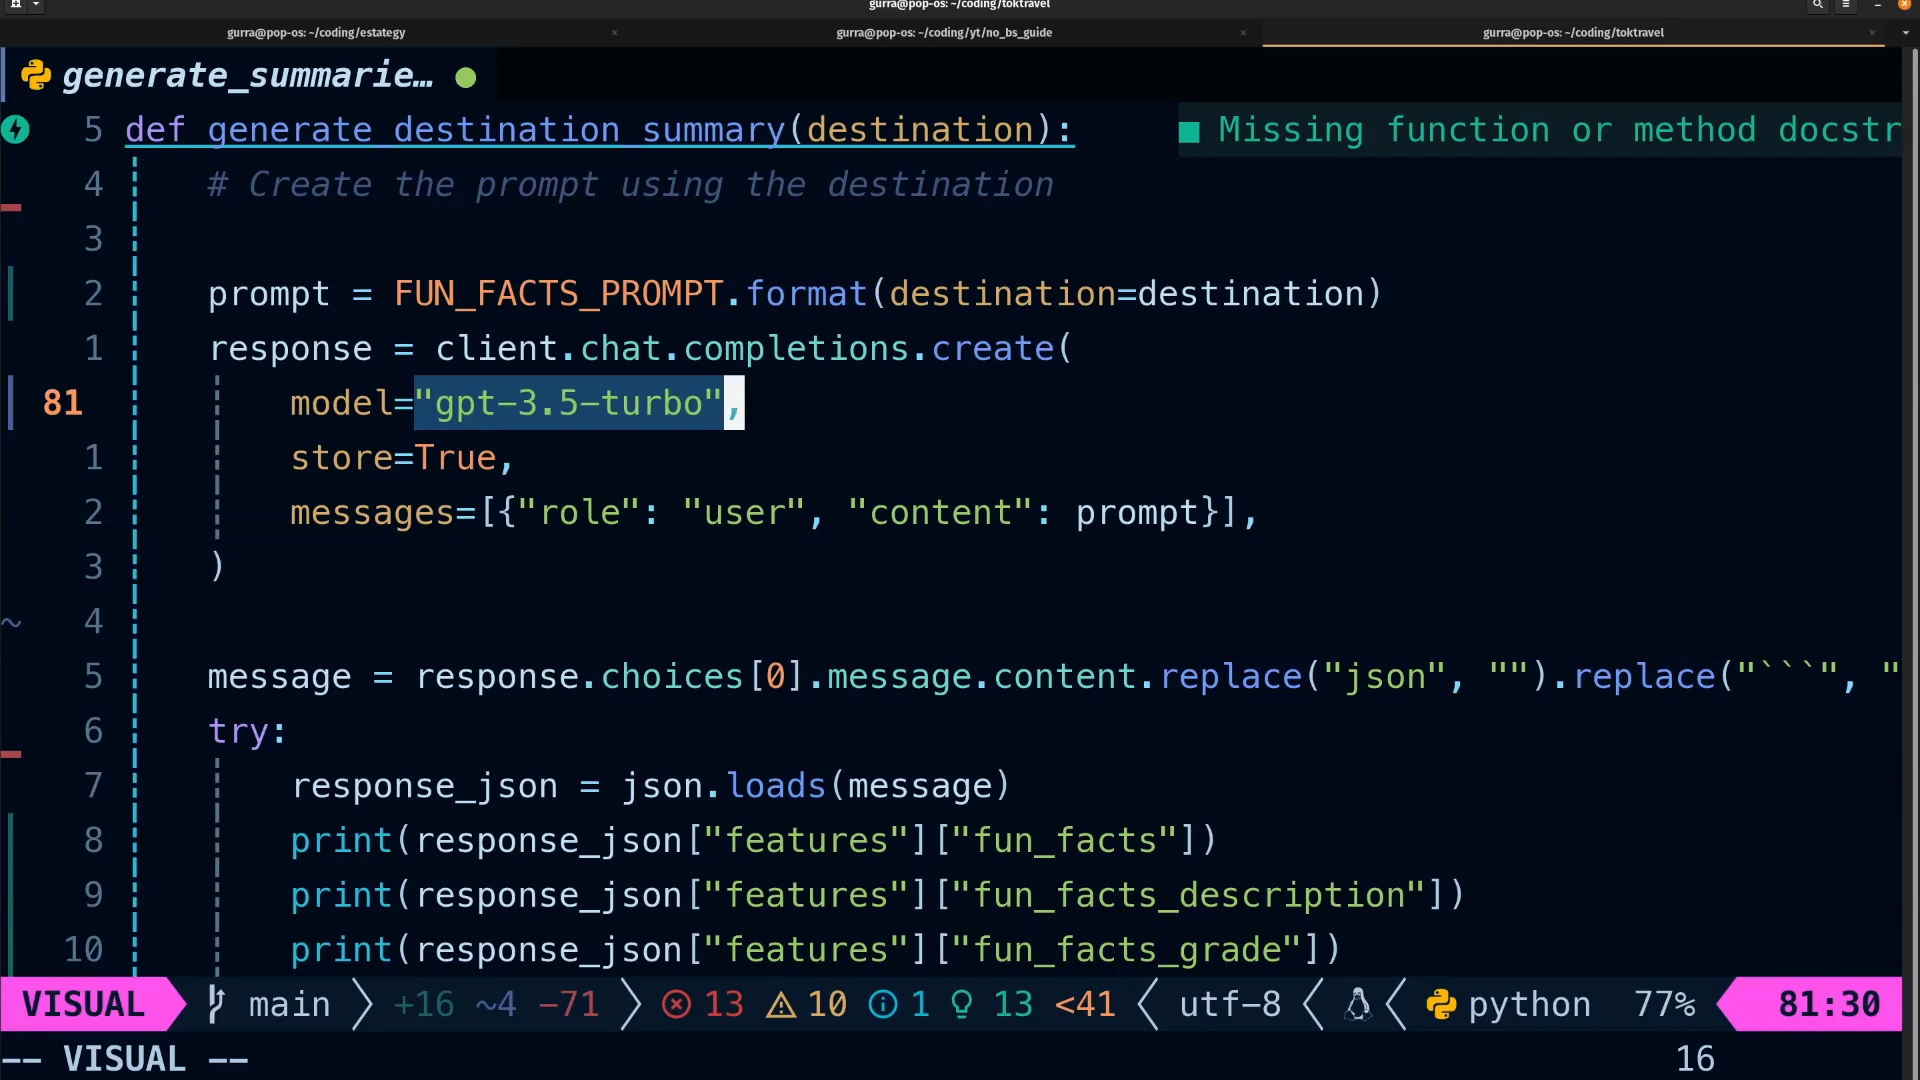 gurra@pop-os: ~/coding/toktravel
gurra@pop-os: ~/coding/estategy × gurra@pop-os: ~/coding/yt/no_bs_guide × gurra@pop-os: ~/coding/toktravel ×
generate_summarie…
5 def generate_destination_summary(destination): ■ Missing function or method docstr
4 # Create the prompt using the destination
3
2 prompt = FUN_FACTS_PROMPT.format(destination=destination)
1 response = client.chat.completions.create(
81 model="gpt-3.5-turbo",
1 store=True,
2 messages=[{"role": "user", "content": prompt}],
3 )
~ 4
5 message = response.choices[0].message.content.replace("json", "").replace("```", "
6 try:
7 response_json = json.loads(message)
8 print(response_json["features"]["fun_facts"])
9 print(response_json["features"]["fun_facts_description"])
10 print(response_json["features"]["fun_facts_grade"])
VISUAL main +16 ~4 -71 13 10 1 13 <41 utf-8 python 77% 81:30
-- VISUAL -- 16